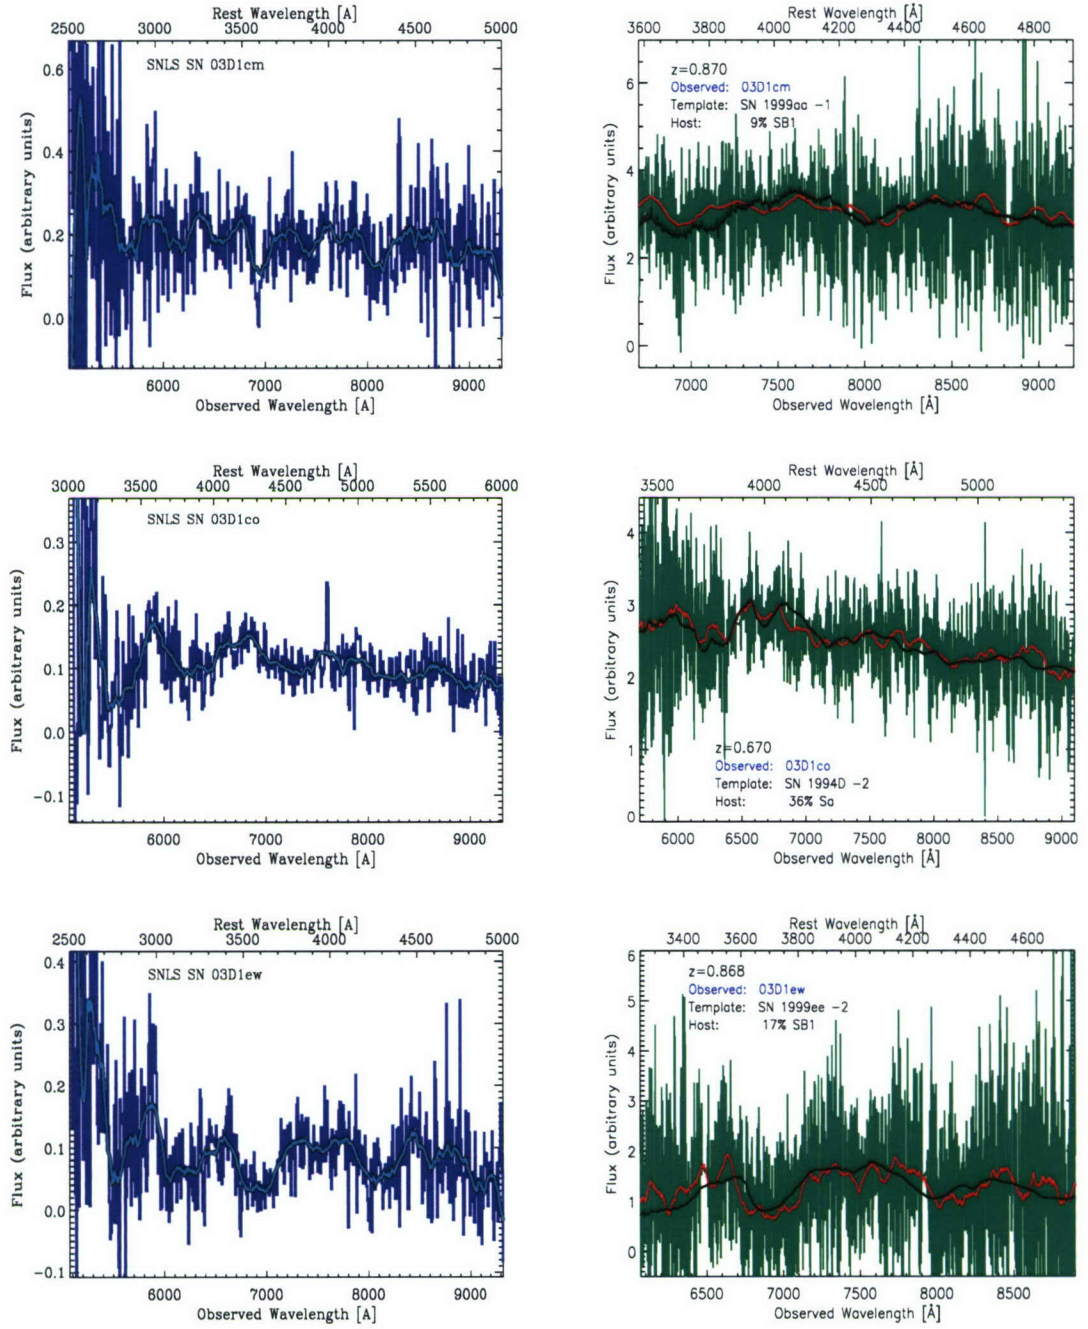 Rest Wavelength [A]
2500 3000 3500 4000 4500 5000
SNLS SN 03D1cm
Flux (arbitrary units)
0.6
0.4
0.2
0.0
6000 7000 8000 9000
Observed Wavelength [A]
Rest Wavelength [Å]
3600 3800 4000 4200 4400 4600 4800
z=0.870
Observed: 03D1cm
Template: SN 1999aa -1
Host: 9% SB1
Flux (arbitrary units)
6
4
2
0
7000 7500 8000 8500 9000
Observed Wavelength [Å]
Rest Wavelength [A]
3000 3500 4000 4500 5000 5500 6000
SNLS SN 03D1co
Flux (arbitrary units)
0.3
0.2
0.1
0.0
-0.1
6000 7000 8000 9000
Observed Wavelength [A]
Rest Wavelength [Å]
3500 4000 4500 5000
Flux (arbitrary units)
4
3
2
1
0
z=0.670
Observed: 03D1co
Template: SN 1994D -2
Host: 36% Sa
6000 6500 7000 7500 8000 8500 9000
Observed Wavelength [Å]
Rest Wavelength [A]
2500 3000 3500 4000 4500 5000
SNLS SN 03D1ew
Flux (arbitrary units)
0.4
0.3
0.2
0.1
0.0
-0.1
6000 7000 8000 9000
Observed Wavelength [A]
Rest Wavelength [Å]
3400 3600 3800 4000 4200 4400 4600
z=0.868
Observed: 03D1ew
Template: SN 1999ee -2
Host: 17% SB1
Flux (arbitrary units)
6
5
4
3
2
1
0
6500 7000 7500 8000 8500
Observed Wavelength [Å]